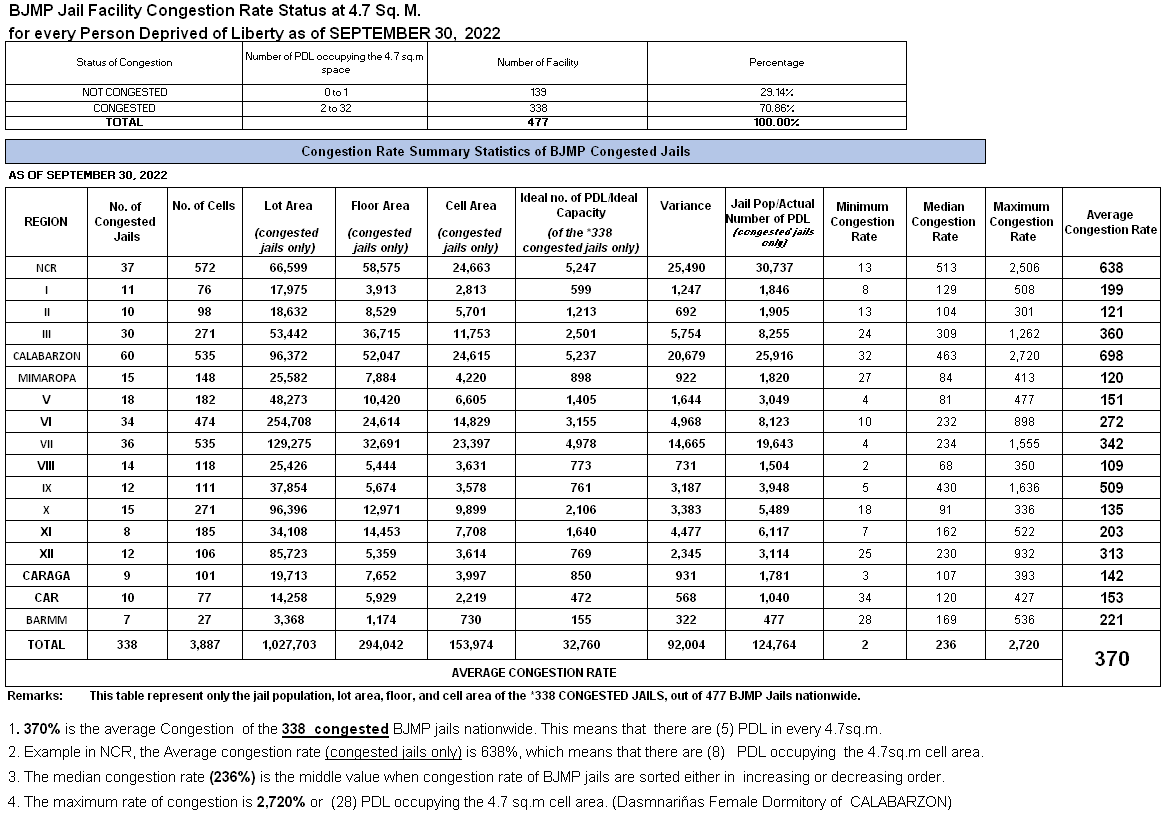 BJMP Jail Facility Congestion Rate Status at 4.7 Sq. M.
for every Person Deprived of Liberty as of SEPTEMBER 30, 2022
Status of Congestion Number of PDL occupying the 4.7 sq.m space Number of Facility Percentage
NOT CONGESTED 0 to 1 139 29.14%
CONGESTED 2 to 32 338 70.86%
TOTAL 477 100.00%
Congestion Rate Summary Statistics of BJMP Congested Jails
AS OF SEPTEMBER 30, 2022
REGION No. of Congested Jails No. of Cells Lot Area (congested jails only) Floor Area (congested jails only) Cell Area (congested jails only) Ideal no. of PDL/Ideal Capacity (of the *338 congested jails only) Variance Jail Pop/Actual Number of PDL (congested jails only) Minimum Congestion Rate Median Congestion Rate Maximum Congestion Rate Average Congestion Rate
NCR 37 572 66,599 58,575 24,663 5,247 25,490 30,737 13 513 2,506 638
I 11 76 17,975 3,913 2,813 599 1,247 1,846 8 129 508 199
II 10 98 18,632 8,529 5,701 1,213 692 1,905 13 104 301 121
III 30 271 53,442 36,715 11,753 2,501 5,754 8,255 24 309 1,262 360
CALABARZON 60 535 96,372 52,047 24,615 5,237 20,679 25,916 32 463 2,720 698
MIMAROPA 15 148 25,582 7,884 4,220 898 922 1,820 27 84 413 120
V 18 182 48,273 10,420 6,605 1,405 1,644 3,049 4 81 477 151
VI 34 474 254,708 24,614 14,829 3,155 4,968 8,123 10 232 898 272
VII 36 535 129,275 32,691 23,397 4,978 14,665 19,643 4 234 1,555 342
VIII 14 118 25,426 5,444 3,631 773 731 1,504 2 68 350 109
IX 12 111 37,854 5,674 3,578 761 3,187 3,948 5 430 1,636 509
X 15 271 96,396 12,971 9,899 2,106 3,383 5,489 18 91 336 135
XI 8 185 34,108 14,453 7,708 1,640 4,477 6,117 7 162 522 203
XII 12 106 85,723 5,359 3,614 769 2,345 3,114 25 230 932 313
CARAGA 9 101 19,713 7,652 3,997 850 931 1,781 3 107 393 142
CAR 10 77 14,258 5,929 2,219 472 568 1,040 34 120 427 153
BARMM 7 27 3,368 1,174 730 155 322 477 28 169 536 221
TOTAL 338 3,887 1,027,703 294,042 153,974 32,760 92,004 124,764 2 236 2,720 370
AVERAGE CONGESTION RATE
Remarks: This table represent only the jail population, lot area, floor, and cell area of the *338 CONGESTED JAILS, out of 477 BJMP Jails nationwide.
1. 370% is the average Congestion of the 338 congested BJMP jails nationwide. This means that there are (5) PDL in every 4.7sq.m.
2. Example in NCR, the Average congestion rate (congested jails only) is 638%, which means that there are (8) PDL occupying the 4.7sq.m cell area.
3. The median congestion rate (236%) is the middle value when congestion rate of BJMP jails are sorted either in increasing or decreasing order.
4. The maximum rate of congestion is 2,720% or (28) PDL occupying the 4.7 sq.m cell area. (Dasmnariñas Female Dormitory of CALABARZON)